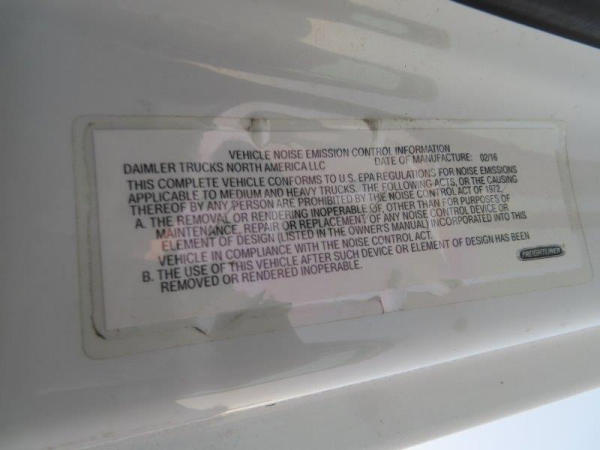 VEHICLE NOISE EMISSION CONTROL INFORMATION
DAIMLER TRUCKS NORTH AMERICA LLC DATE OF MANUFACTURE: 02/16
THIS COMPLETE VEHICLE CONFORMS TO U.S. EPA REGULATIONS FOR NOISE EMISSIONS
APPLICABLE TO MEDIUM AND HEAVY TRUCKS. THE FOLLOWING ACTS, OR THE CAUSING
THEREOF BY ANY PERSON ARE PROHIBITED BY THE NOISE CONTROL ACT OF 1972,
A. THE REMOVAL OR RENDERING INOPERABLE OF, OTHER THAN FOR PURPOSES OF
MAINTENANCE, REPAIR OR REPLACEMENT OF ANY NOISE CONTROL DEVICE OR
ELEMENT OF DESIGN (LISTED IN THE OWNER'S MANUAL) INCORPORATED INTO THIS
VEHICLE IN COMPLIANCE WITH THE NOISE CONTROL ACT.
B. THE USE OF THIS VEHICLE AFTER SUCH DEVICE OR ELEMENT OF DESIGN HAS BEEN
REMOVED OR RENDERED INOPERABLE.
FREIGHTLINER